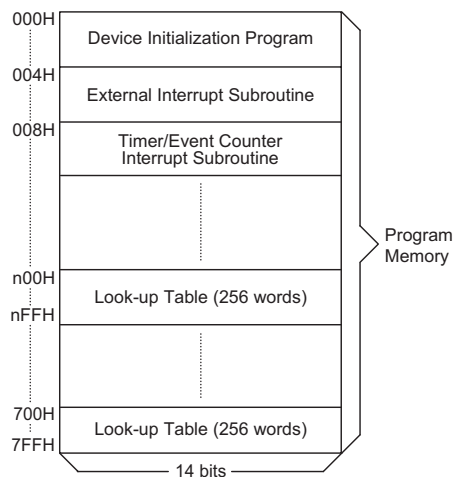 000H
Device Initialization Program
004H
External Interrupt Subroutine
008H
Timer/Event Counter
Interrupt Subroutine
Program
Memory
n00H
Look-up Table (256 words)
nFFH
700H
Look-up Table (256 words)
7FFH
14 bits